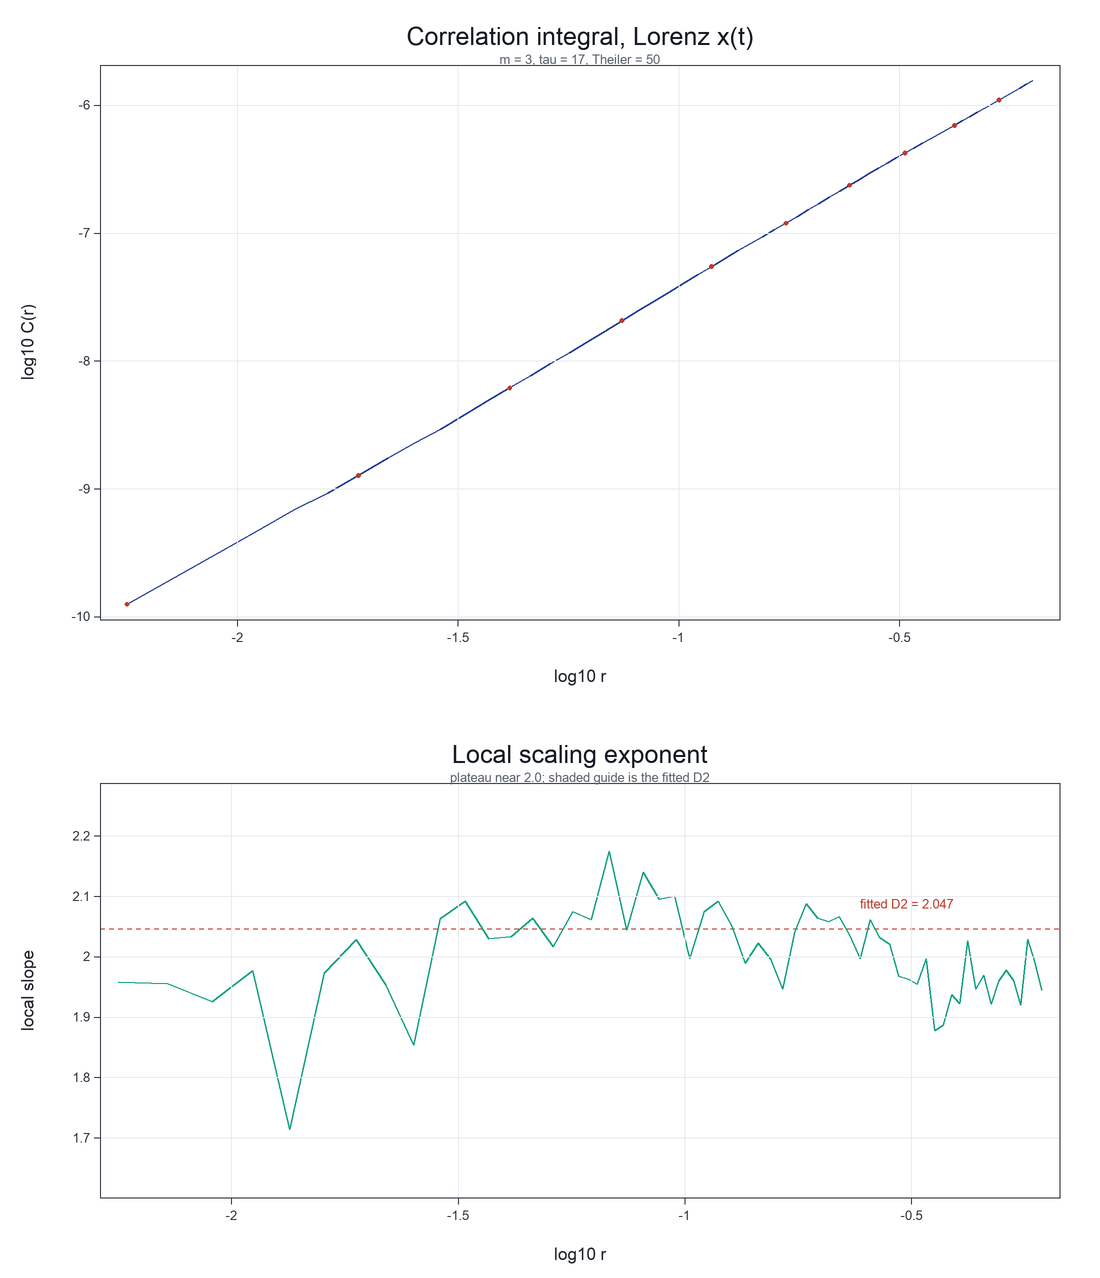 Correlation integral, Lorenz x(t)
m = 3, tau = 17, Theiler = 50
log10 C(r)
-6
-7
-8
-9
-10
-2
-1.5
-1
-0.5
log10 r
Local scaling exponent
plateau near 2.0; shaded guide is the fitted D2
local slope
2.2
2.1
2
1.9
1.8
1.7
fitted D2 = 2.047
-2
-1.5
-1
-0.5
log10 r